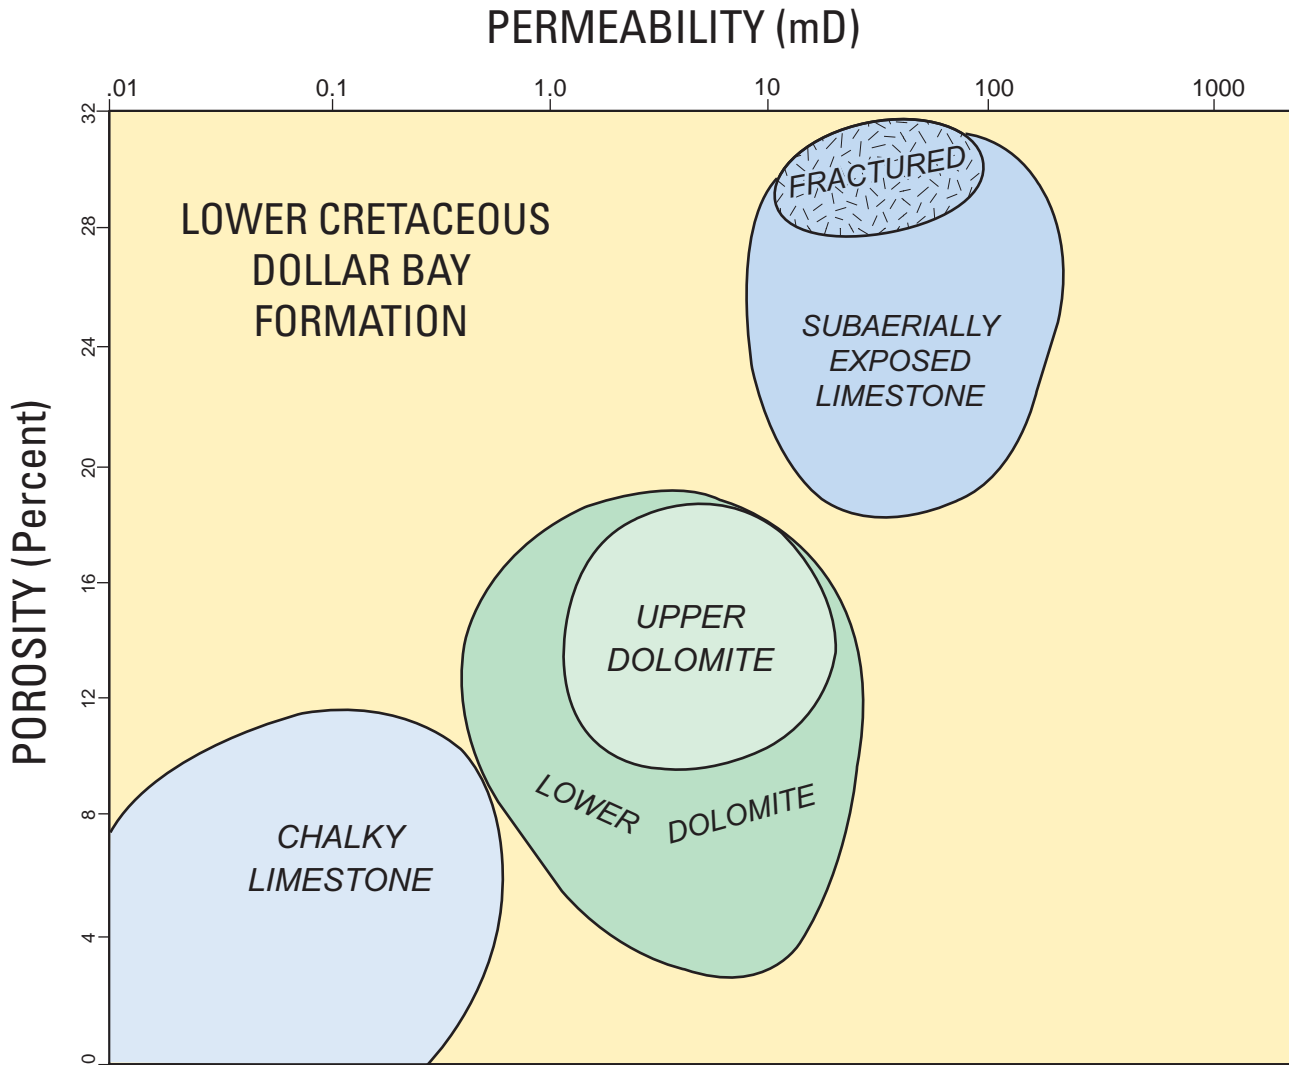 PERMEABILITY (mD)
.01 0.1 1.0 10 100 1000
32
28
24
20
16
12
8
4
0
POROSITY (Percent)
LOWER CRETACEOUS
DOLLAR BAY
FORMATION
FRACTURED
SUBAERIALLY
EXPOSED
LIMESTONE
UPPER
DOLOMITE
LOWER DOLOMITE
CHALKY
LIMESTONE